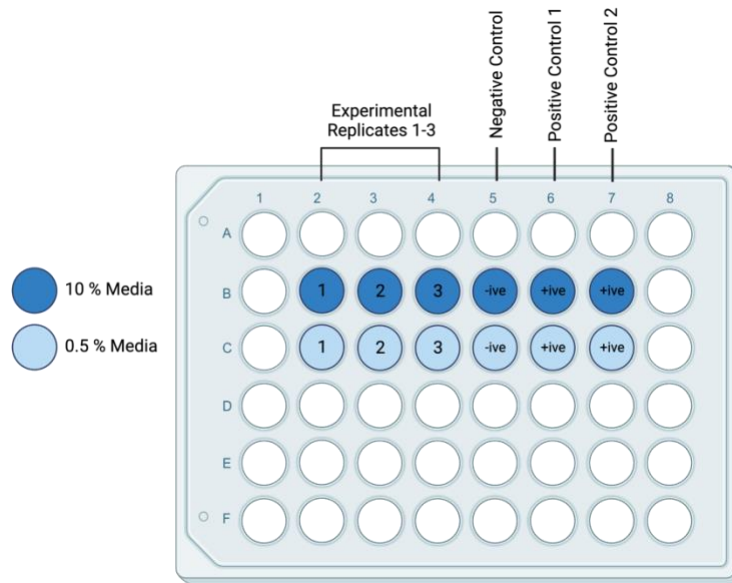 Negative Control
Positive Control 1
Positive Control 2
Experimental
Replicates 1-3
1 2 3 4 5 6 7 8
A
10 % Media
B 1 2 3 -ive +ive +ive
0.5 % Media
C 1 2 3 -ive +ive +ive
D
E
F